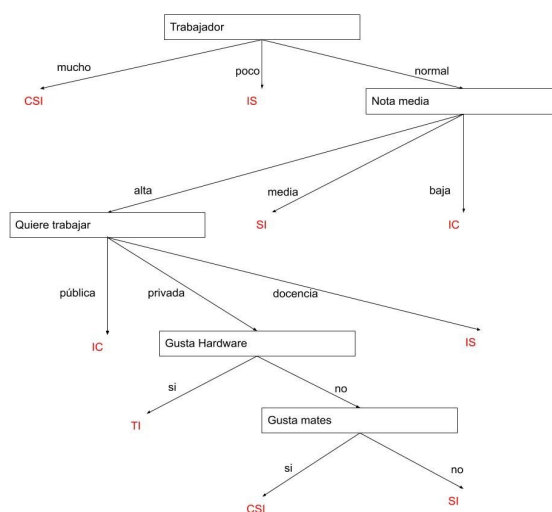 Trabajador
mucho
poco
normal
CSI
IS
Nota media
alta
media
baja
Quiere trabajar
SI
IC
pública
privada
docencia
IC
Gusta Hardware
IS
si
no
TI
Gusta mates
si
no
CSI
SI